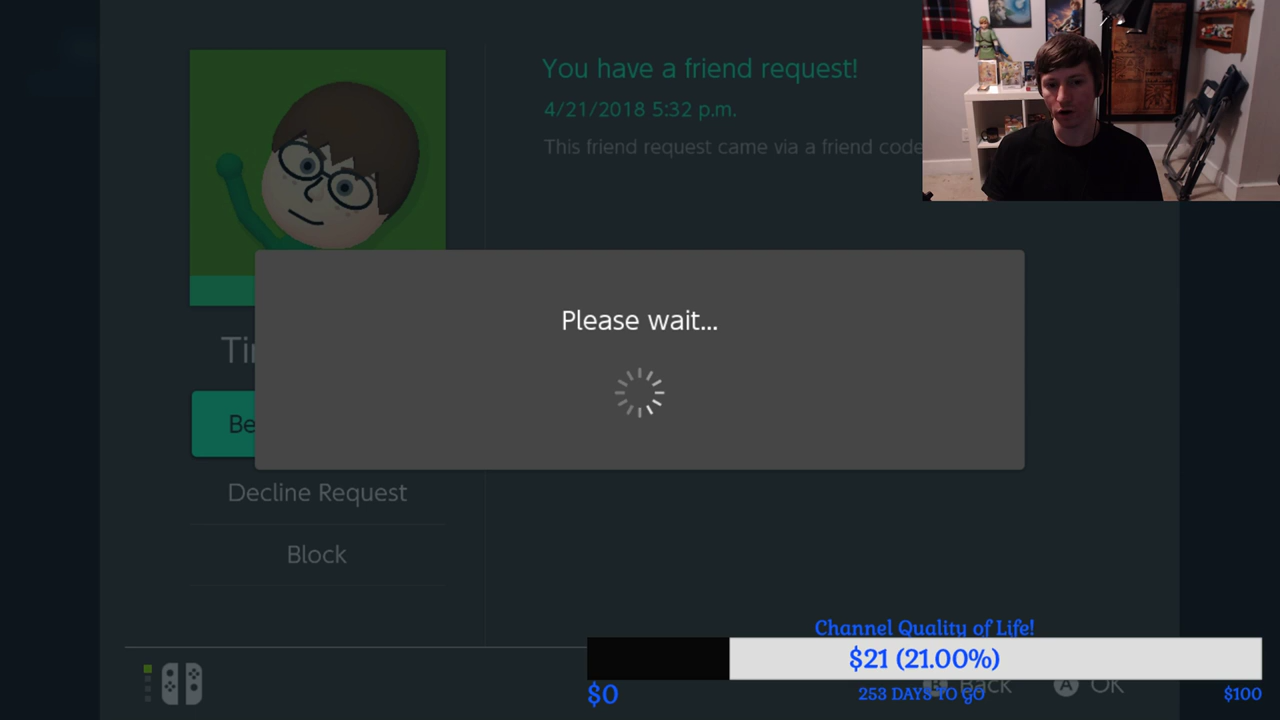 You have a friend request!
4/21/2018 5:32 p.m.
This friend request came via a friend code
Please wait...
Decline Request
Block
Channel Quality of Life!
$21 (21.00%)
$0
253 DAYS TO GO
$100
B Back
A OK